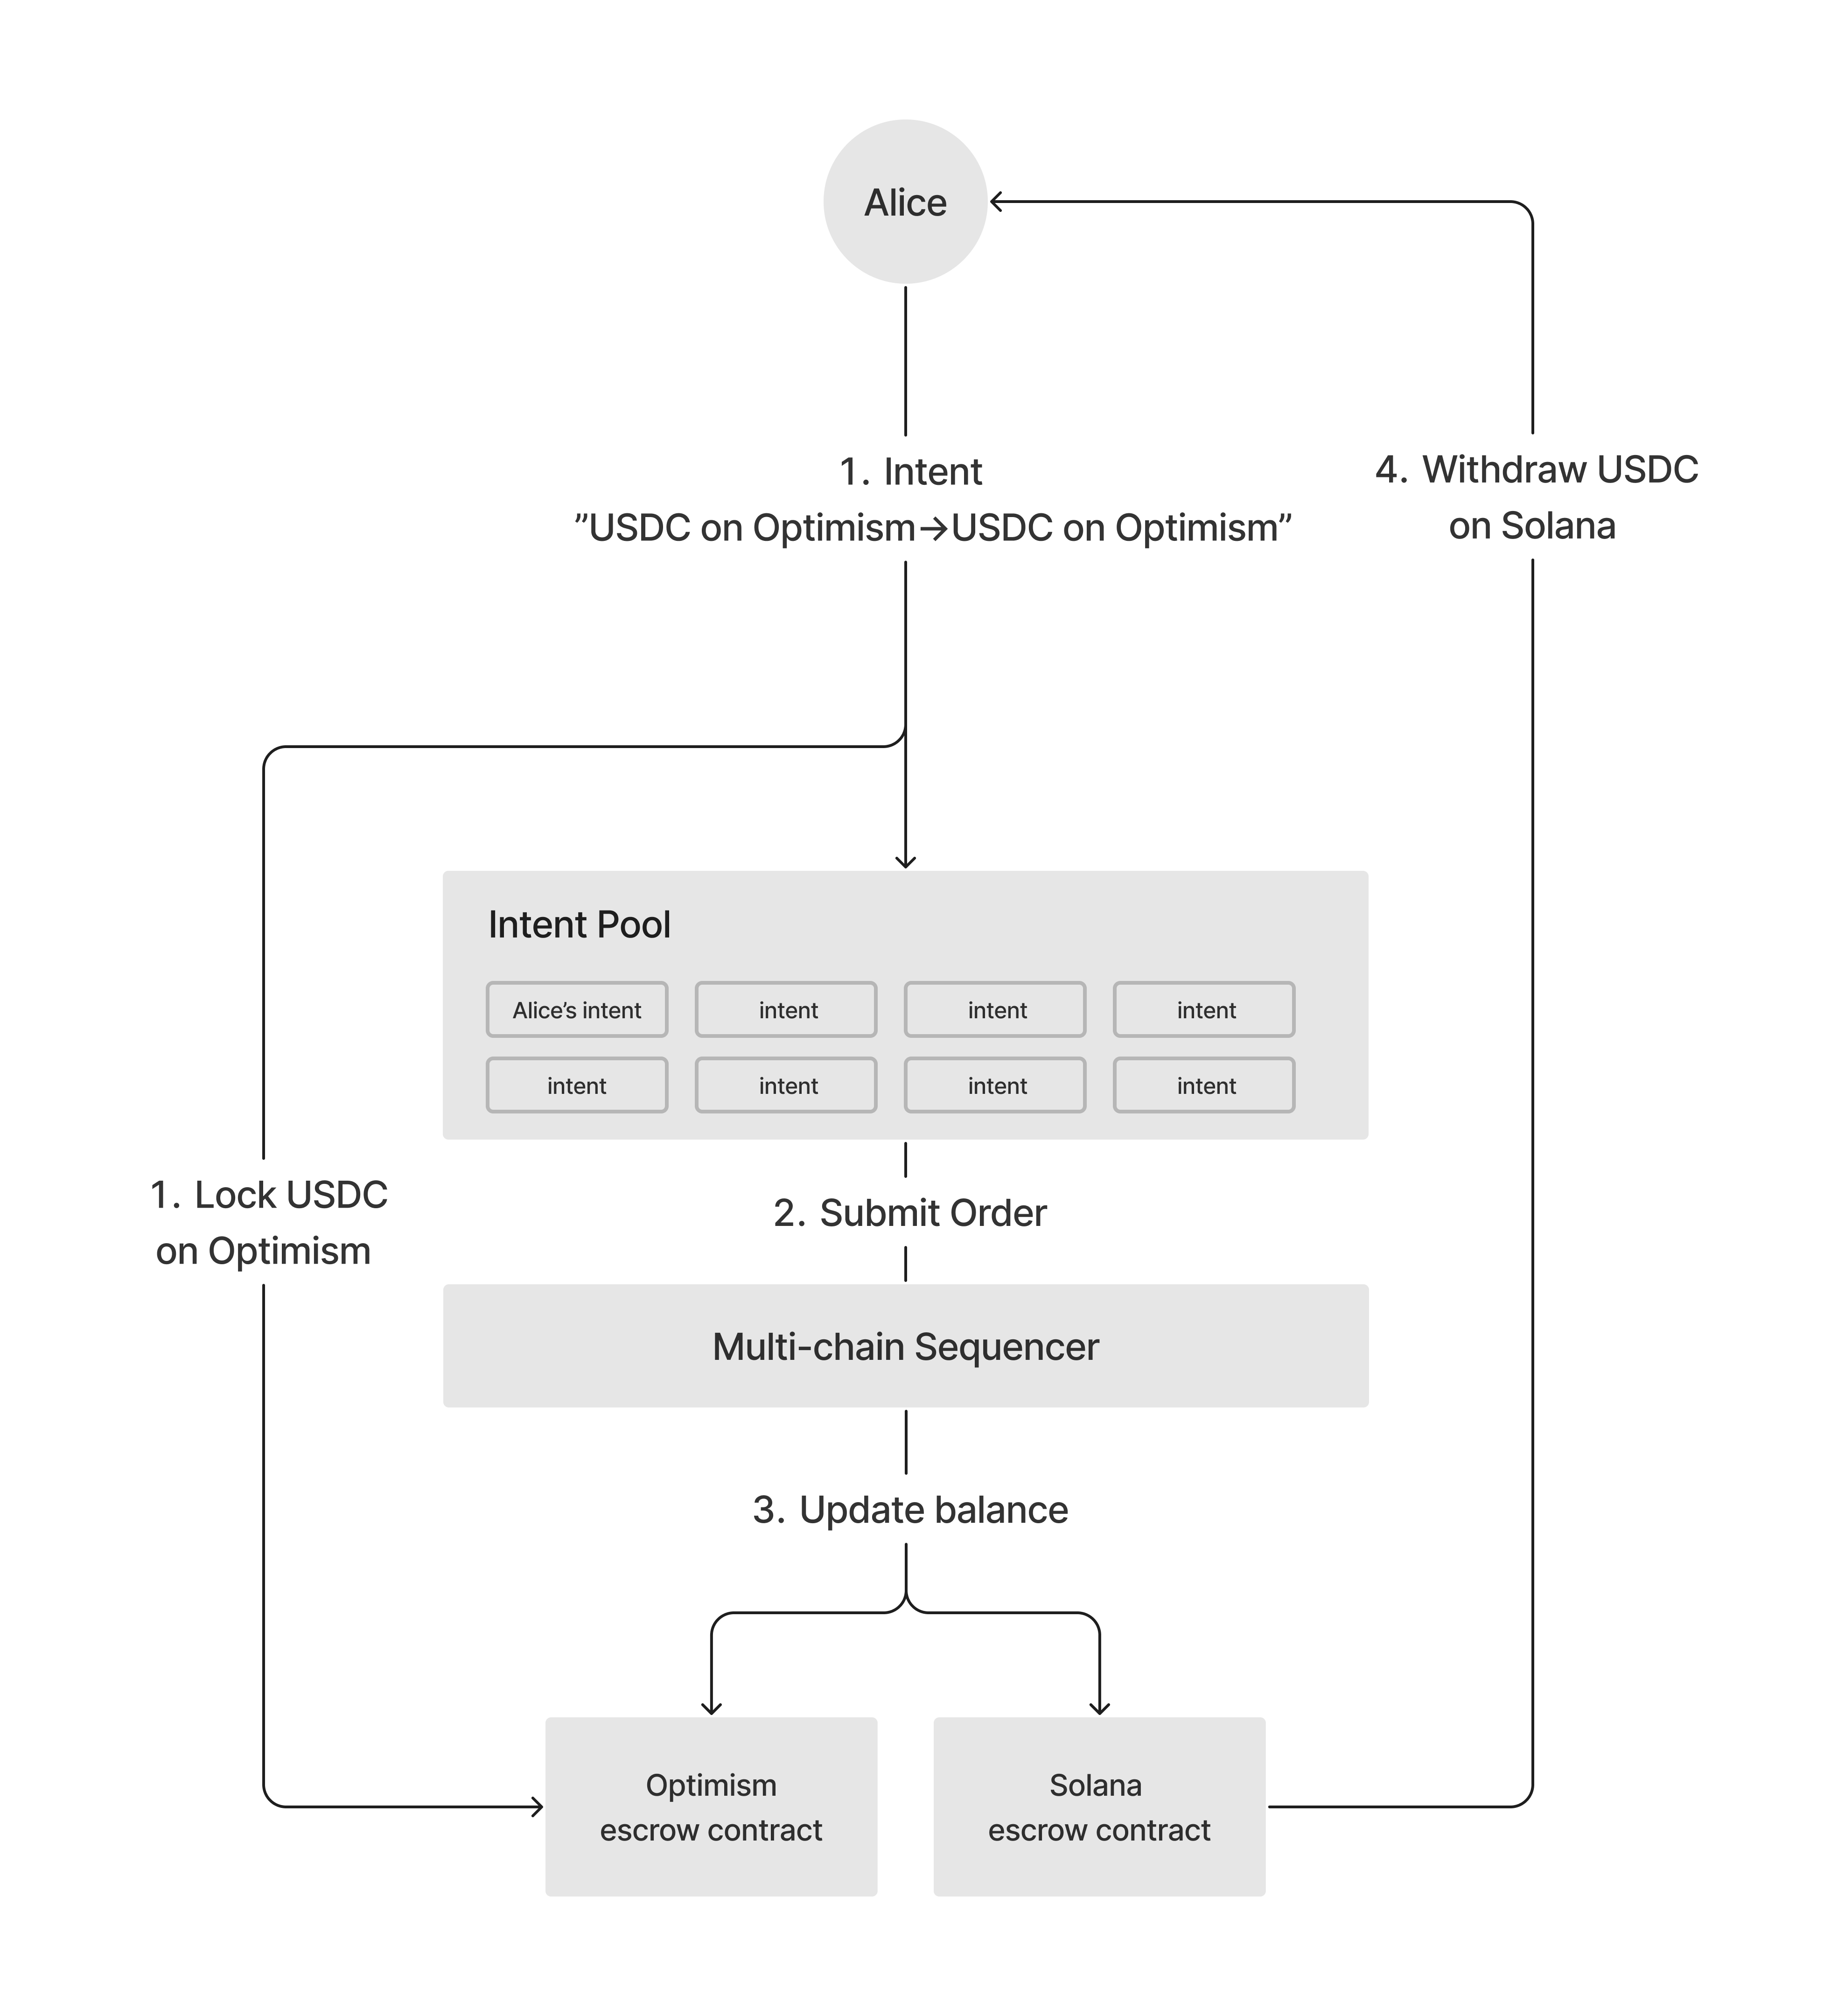 Alice
1. Intent
”USDC on Optimism→USDC on Optimism”
4. Withdraw USDC
on Solana
Intent Pool
Alice’s intent
intent
intent
intent
intent
intent
intent
intent
1. Lock USDC
on Optimism
2. Submit Order
Multi-chain Sequencer
3. Update balance
Optimism
escrow contract
Solana
escrow contract